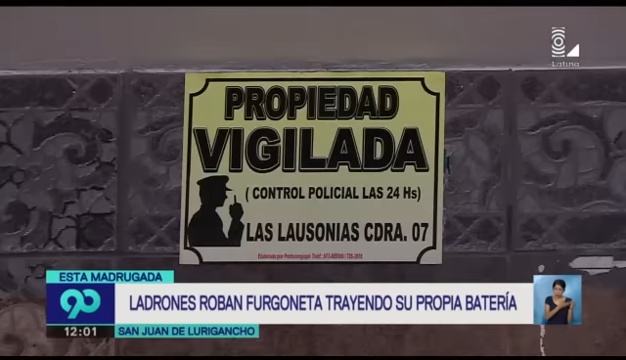 Latina
PROPIEDAD
VIGILADA
( CONTROL POLICIAL LAS 24 Hs)
LAS LAUSONIAS CDRA. 07
ESTA MADRUGADA
90
LADRONES ROBAN FURGONETA TRAYENDO SU PROPIA BATERÍA
12:01
SAN JUAN DE LURIGANCHO